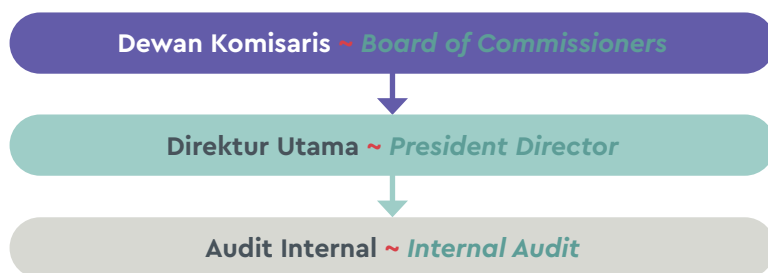 Dewan Komisaris ~ Board of Commissioners
Direktur Utama ~ President Director
Audit Internal ~ Internal Audit